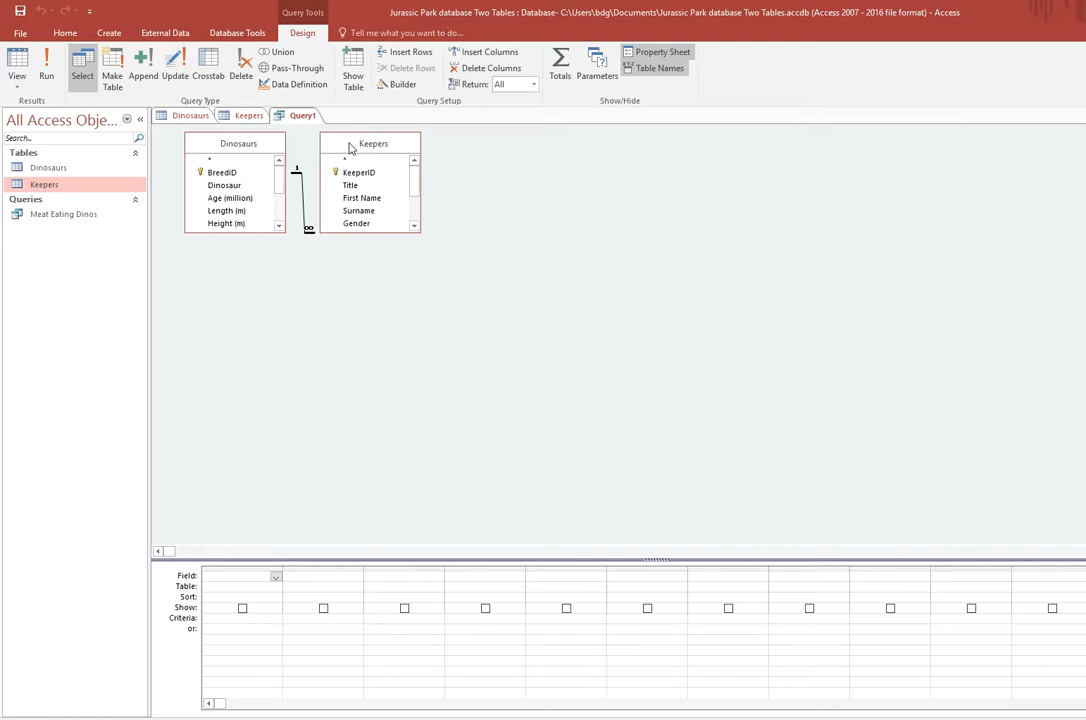 Query Tools
Jurassic Park database Two Tables : Database- C:\Users\bdg\Documents\Jurassic Park database Two Tables.accdb (Access 2007 - 2016 file format) - Access
File Home Create External Data Database Tools Design Tell me what you want to do...
View Run Select Make Table Append Update Crosstab Delete
Union
Pass-Through
Data Definition
Show Table
Insert Rows
Delete Rows
Builder
Insert Columns
Delete Columns
Return: All
Totals Parameters
Property Sheet
XYZ Table Names
Results Query Type Query Setup Show/Hide
All Access Obje...
Search...
Tables
Dinosaurs
Keepers
Queries
Meat Eating Dinos
Dinosaurs Keepers Query1
Dinosaurs
*
BreedID
Dinosaur
Age (million)
Length (m)
Height (m)
1
∞
Keepers
*
KeeperID
Title
First Name
Surname
Gender
Field:
Table:
Sort:
Show:
Criteria:
or: